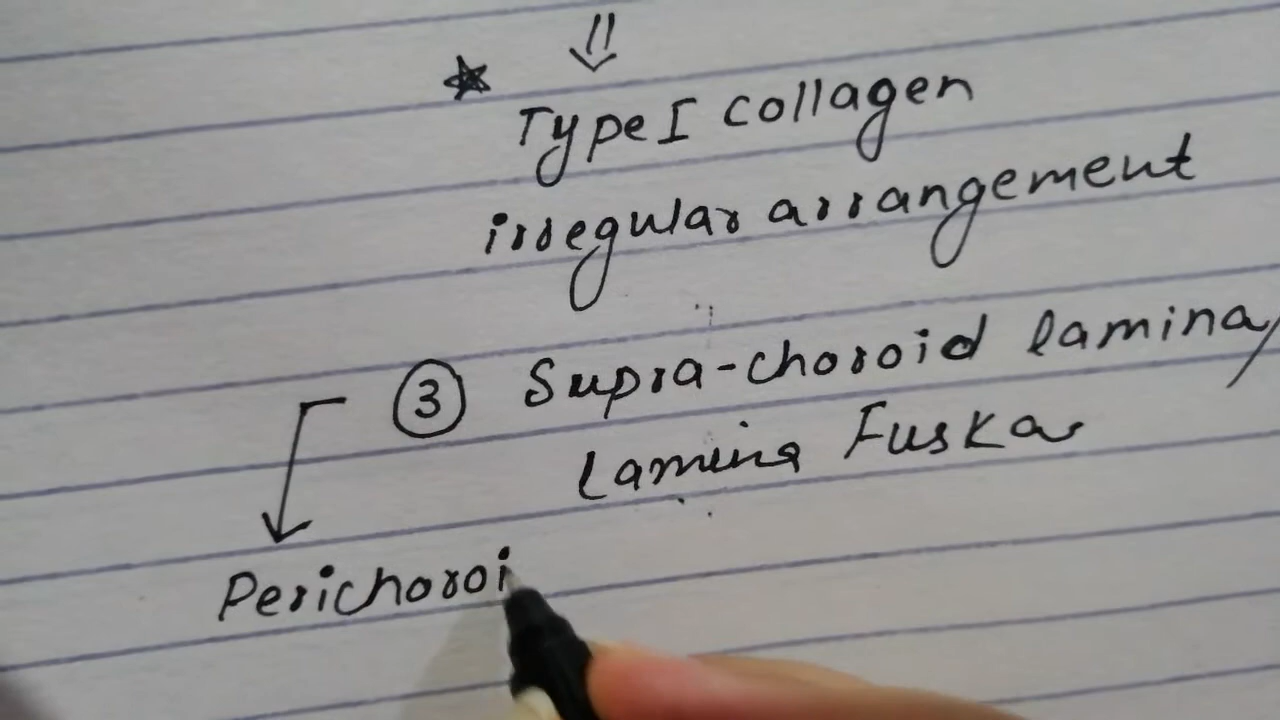 Type I collagen
irregular arrangement
3 Supra-choroid lamina/
Lamina Fuska
Perichoroi